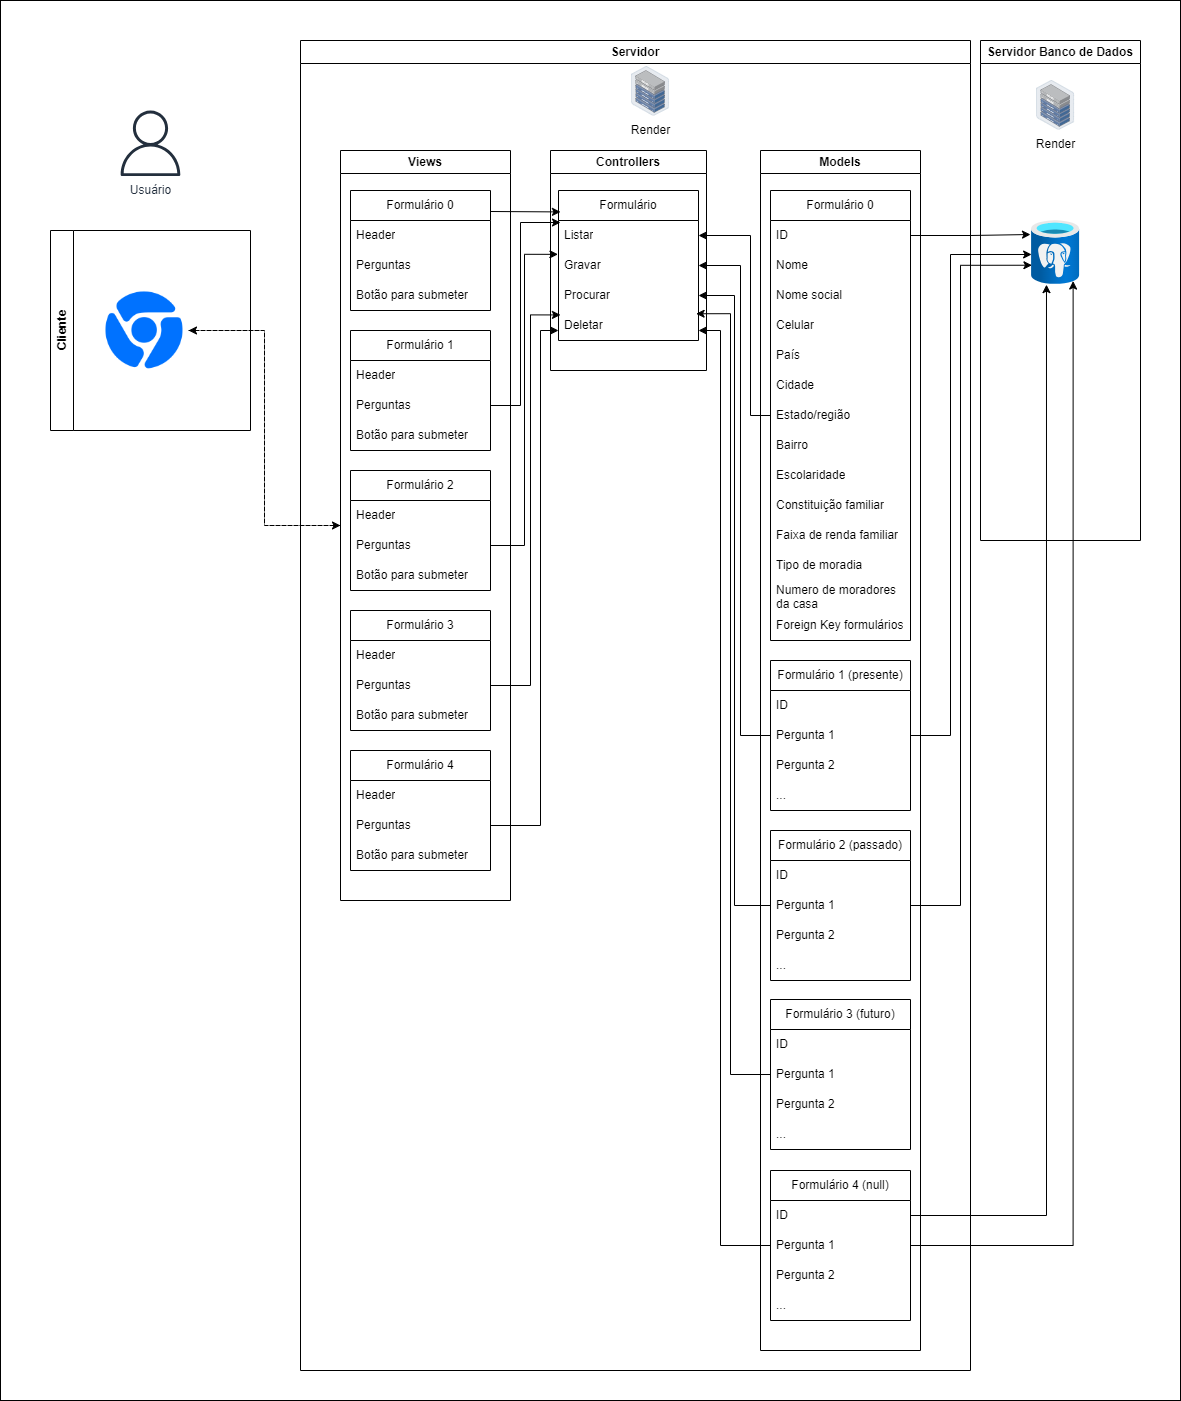 Servidor
Servidor Banco de Dados
Render
Render
Usuário
Cliente
Views
Formulário 0
Header
Perguntas
Botão para submeter
Formulário 1
Header
Perguntas
Botão para submeter
Formulário 2
Header
Perguntas
Botão para submeter
Formulário 3
Header
Perguntas
Botão para submeter
Formulário 4
Header
Perguntas
Botão para submeter
Controllers
Formulário
Listar
Gravar
Procurar
Deletar
Models
Formulário 0
ID
Nome
Nome social
Celular
País
Cidade
Estado/região
Bairro
Escolaridade
Constituição familiar
Faixa de renda familiar
Tipo de moradia
Numero de moradores
da casa
Foreign Key formulários
Formulário 1 (presente)
ID
Pergunta 1
Pergunta 2
...
Formulário 2 (passado)
ID
Pergunta 1
Pergunta 2
...
Formulário 3 (futuro)
ID
Pergunta 1
Pergunta 2
...
Formulário 4 (null)
ID
Pergunta 1
Pergunta 2
...